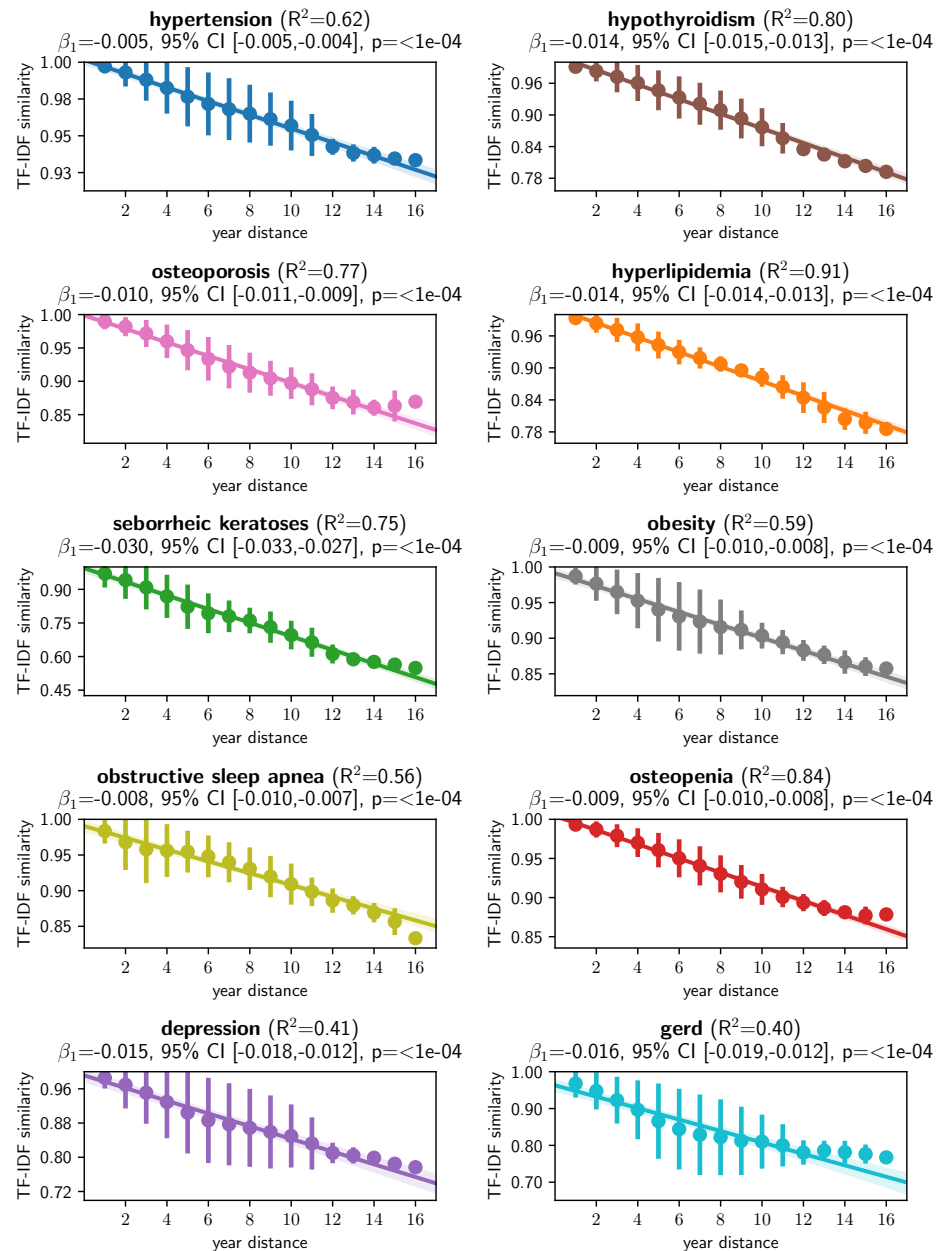 hypertension (R²=0.62)
β₁=-0.005, 95% CI [-0.005,-0.004], p=<1e-04
1.00
0.98
0.95
0.93
TF-IDF similarity
2 4 6 8 10 12 14 16
year distance
hypothyroidism (R²=0.80)
β₁=-0.014, 95% CI [-0.015,-0.013], p=<1e-04
0.96
0.90
0.84
0.78
TF-IDF similarity
2 4 6 8 10 12 14 16
year distance
osteoporosis (R²=0.77)
β₁=-0.010, 95% CI [-0.011,-0.009], p=<1e-04
1.00
0.95
0.90
0.85
TF-IDF similarity
2 4 6 8 10 12 14 16
year distance
hyperlipidemia (R²=0.91)
β₁=-0.014, 95% CI [-0.014,-0.013], p=<1e-04
0.96
0.90
0.84
0.78
TF-IDF similarity
2 4 6 8 10 12 14 16
year distance
seborrheic keratoses (R²=0.75)
β₁=-0.030, 95% CI [-0.033,-0.027], p=<1e-04
0.90
0.75
0.60
0.45
TF-IDF similarity
2 4 6 8 10 12 14 16
year distance
obesity (R²=0.59)
β₁=-0.009, 95% CI [-0.010,-0.008], p=<1e-04
1.00
0.95
0.90
0.85
TF-IDF similarity
2 4 6 8 10 12 14 16
year distance
obstructive sleep apnea (R²=0.56)
β₁=-0.008, 95% CI [-0.010,-0.007], p=<1e-04
1.00
0.95
0.90
0.85
TF-IDF similarity
2 4 6 8 10 12 14 16
year distance
osteopenia (R²=0.84)
β₁=-0.009, 95% CI [-0.010,-0.008], p=<1e-04
1.00
0.95
0.90
0.85
TF-IDF similarity
2 4 6 8 10 12 14 16
year distance
depression (R²=0.41)
β₁=-0.015, 95% CI [-0.018,-0.012], p=<1e-04
0.96
0.88
0.80
0.72
TF-IDF similarity
2 4 6 8 10 12 14 16
year distance
gerd (R²=0.40)
β₁=-0.016, 95% CI [-0.019,-0.012], p=<1e-04
1.00
0.90
0.80
0.70
TF-IDF similarity
2 4 6 8 10 12 14 16
year distance